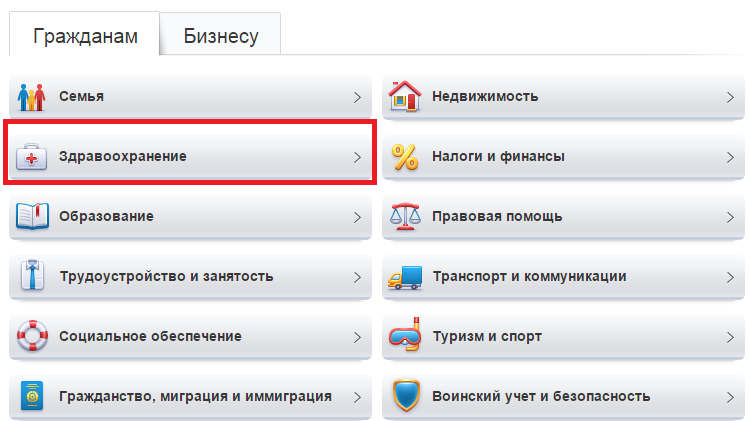 Гражданам Бизнесу
Семья
Недвижимость
Здравоохранение
Налоги и финансы
Образование
Правовая помощь
Трудоустройство и занятость
Транспорт и коммуникации
Социальное обеспечение
Туризм и спорт
Гражданство, миграция и иммиграция
Воинский учет и безопасность